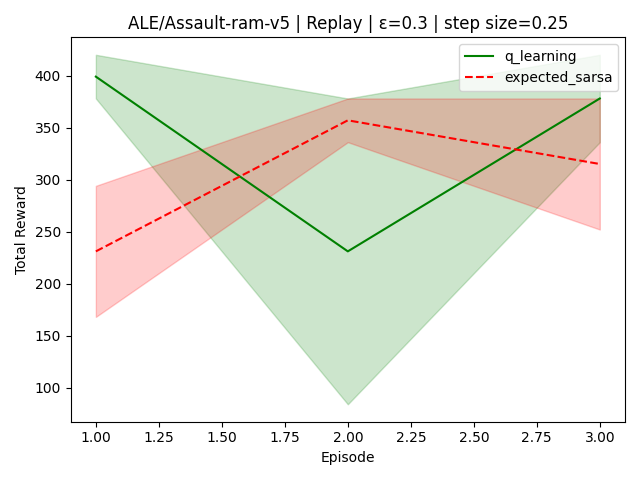 ALE/Assault-ram-v5 | Replay | ε=0.3 | step size=0.25
q_learning
expected_sarsa
Total Reward
400
350
300
250
200
150
100
1.00 1.25 1.50 1.75 2.00 2.25 2.50 2.75 3.00
Episode